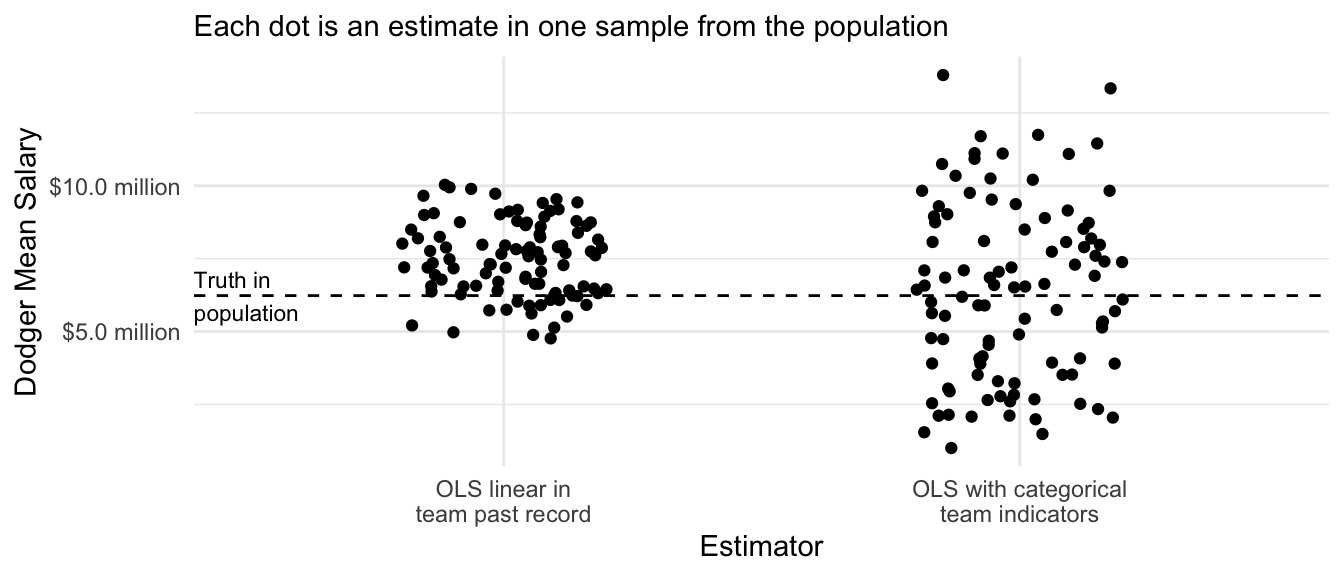 Each dot is an estimate in one sample from the population
Dodger Mean Salary
$10.0 million
$5.0 million
Truth in
population
OLS linear in
team past record
OLS with categorical
team indicators
Estimator